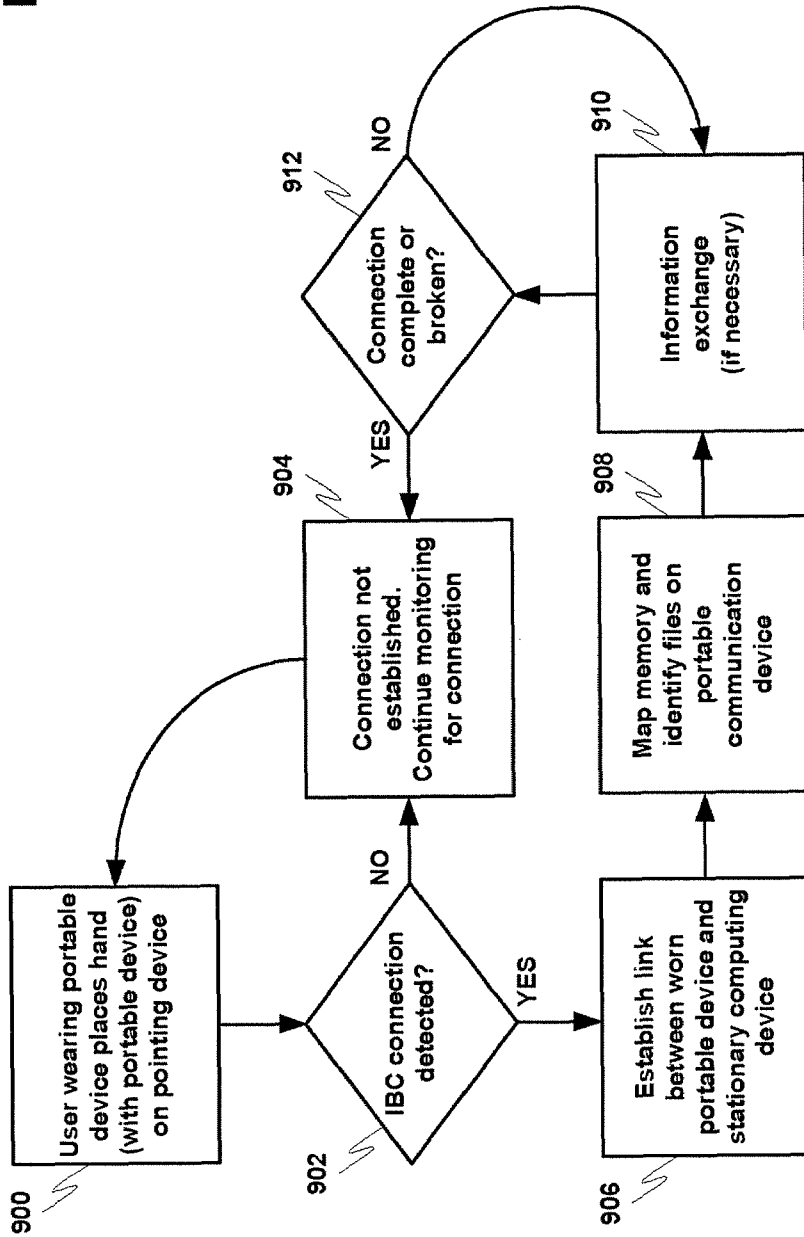 900
User wearing portable
device places hand
(with portable device)
on pointing device
902
IBC connection
detected?
NO
YES
904
Connection not
established.
Continue monitoring
for connection
906
Establish link
between worn
portable device and
stationary computing
device
908
Map memory and
identify files on
portable
communication
device
910
Information
exchange
(if necessary)
912
Connection
complete or
broken?
YES
NO